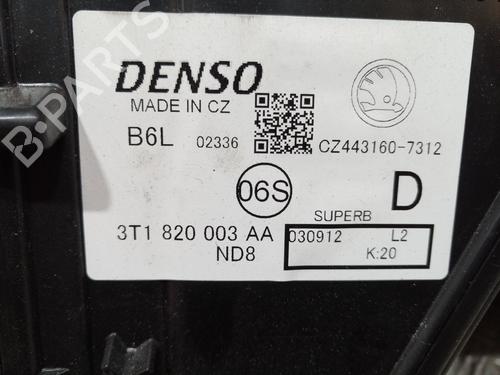 B-PARTS
DENSO
MADE IN CZ
B6L 02336 CZ443160-7312
06S D
SUPERB
3T1 820 003 AA 030912 L2
ND8 K:20